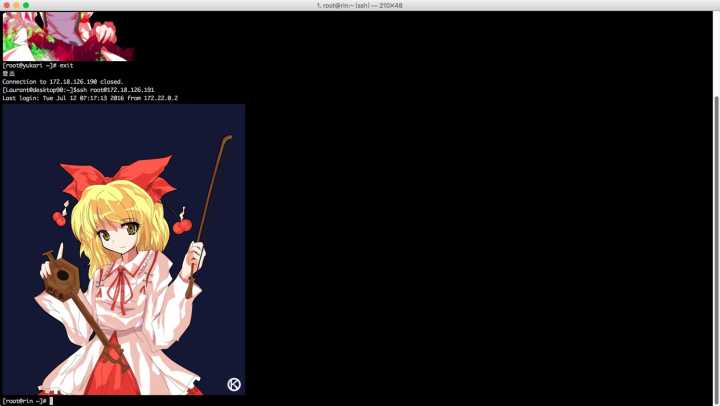 1. root@rin:~ (ssh) — 210×48
[root@yukari ~]# exit
登出
Connection to 172.18.126.190 closed.
[Laurant@desktop90:~]$ssh root@172.18.126.191
Last login: Tue Jul 12 07:17:13 2016 from 172.22.0.2
K
[root@rin ~]#